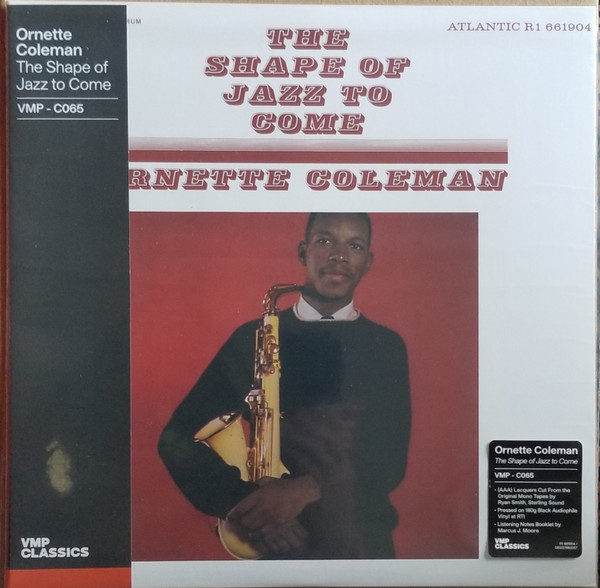 Ornette
Coleman
The Shape of
Jazz to Come
VMP - C065
RUM
ATLANTIC R1 661904
THE
SHAPE OF
JAZZ TO
COME
RNETTE COLEMAN
Ornette Coleman
The Shape of Jazz to Come
VMP - C065
• (AAA) Lacquers Cut From the
Original Mono Tapes by
Ryan Smith, Sterling Sound
• Pressed on 180g Black Audiophile
Vinyl at RTI
• Listening Notes Booklet by
Marcus J. Moore
VMP
CLASSICS
VMP
CLASSICS